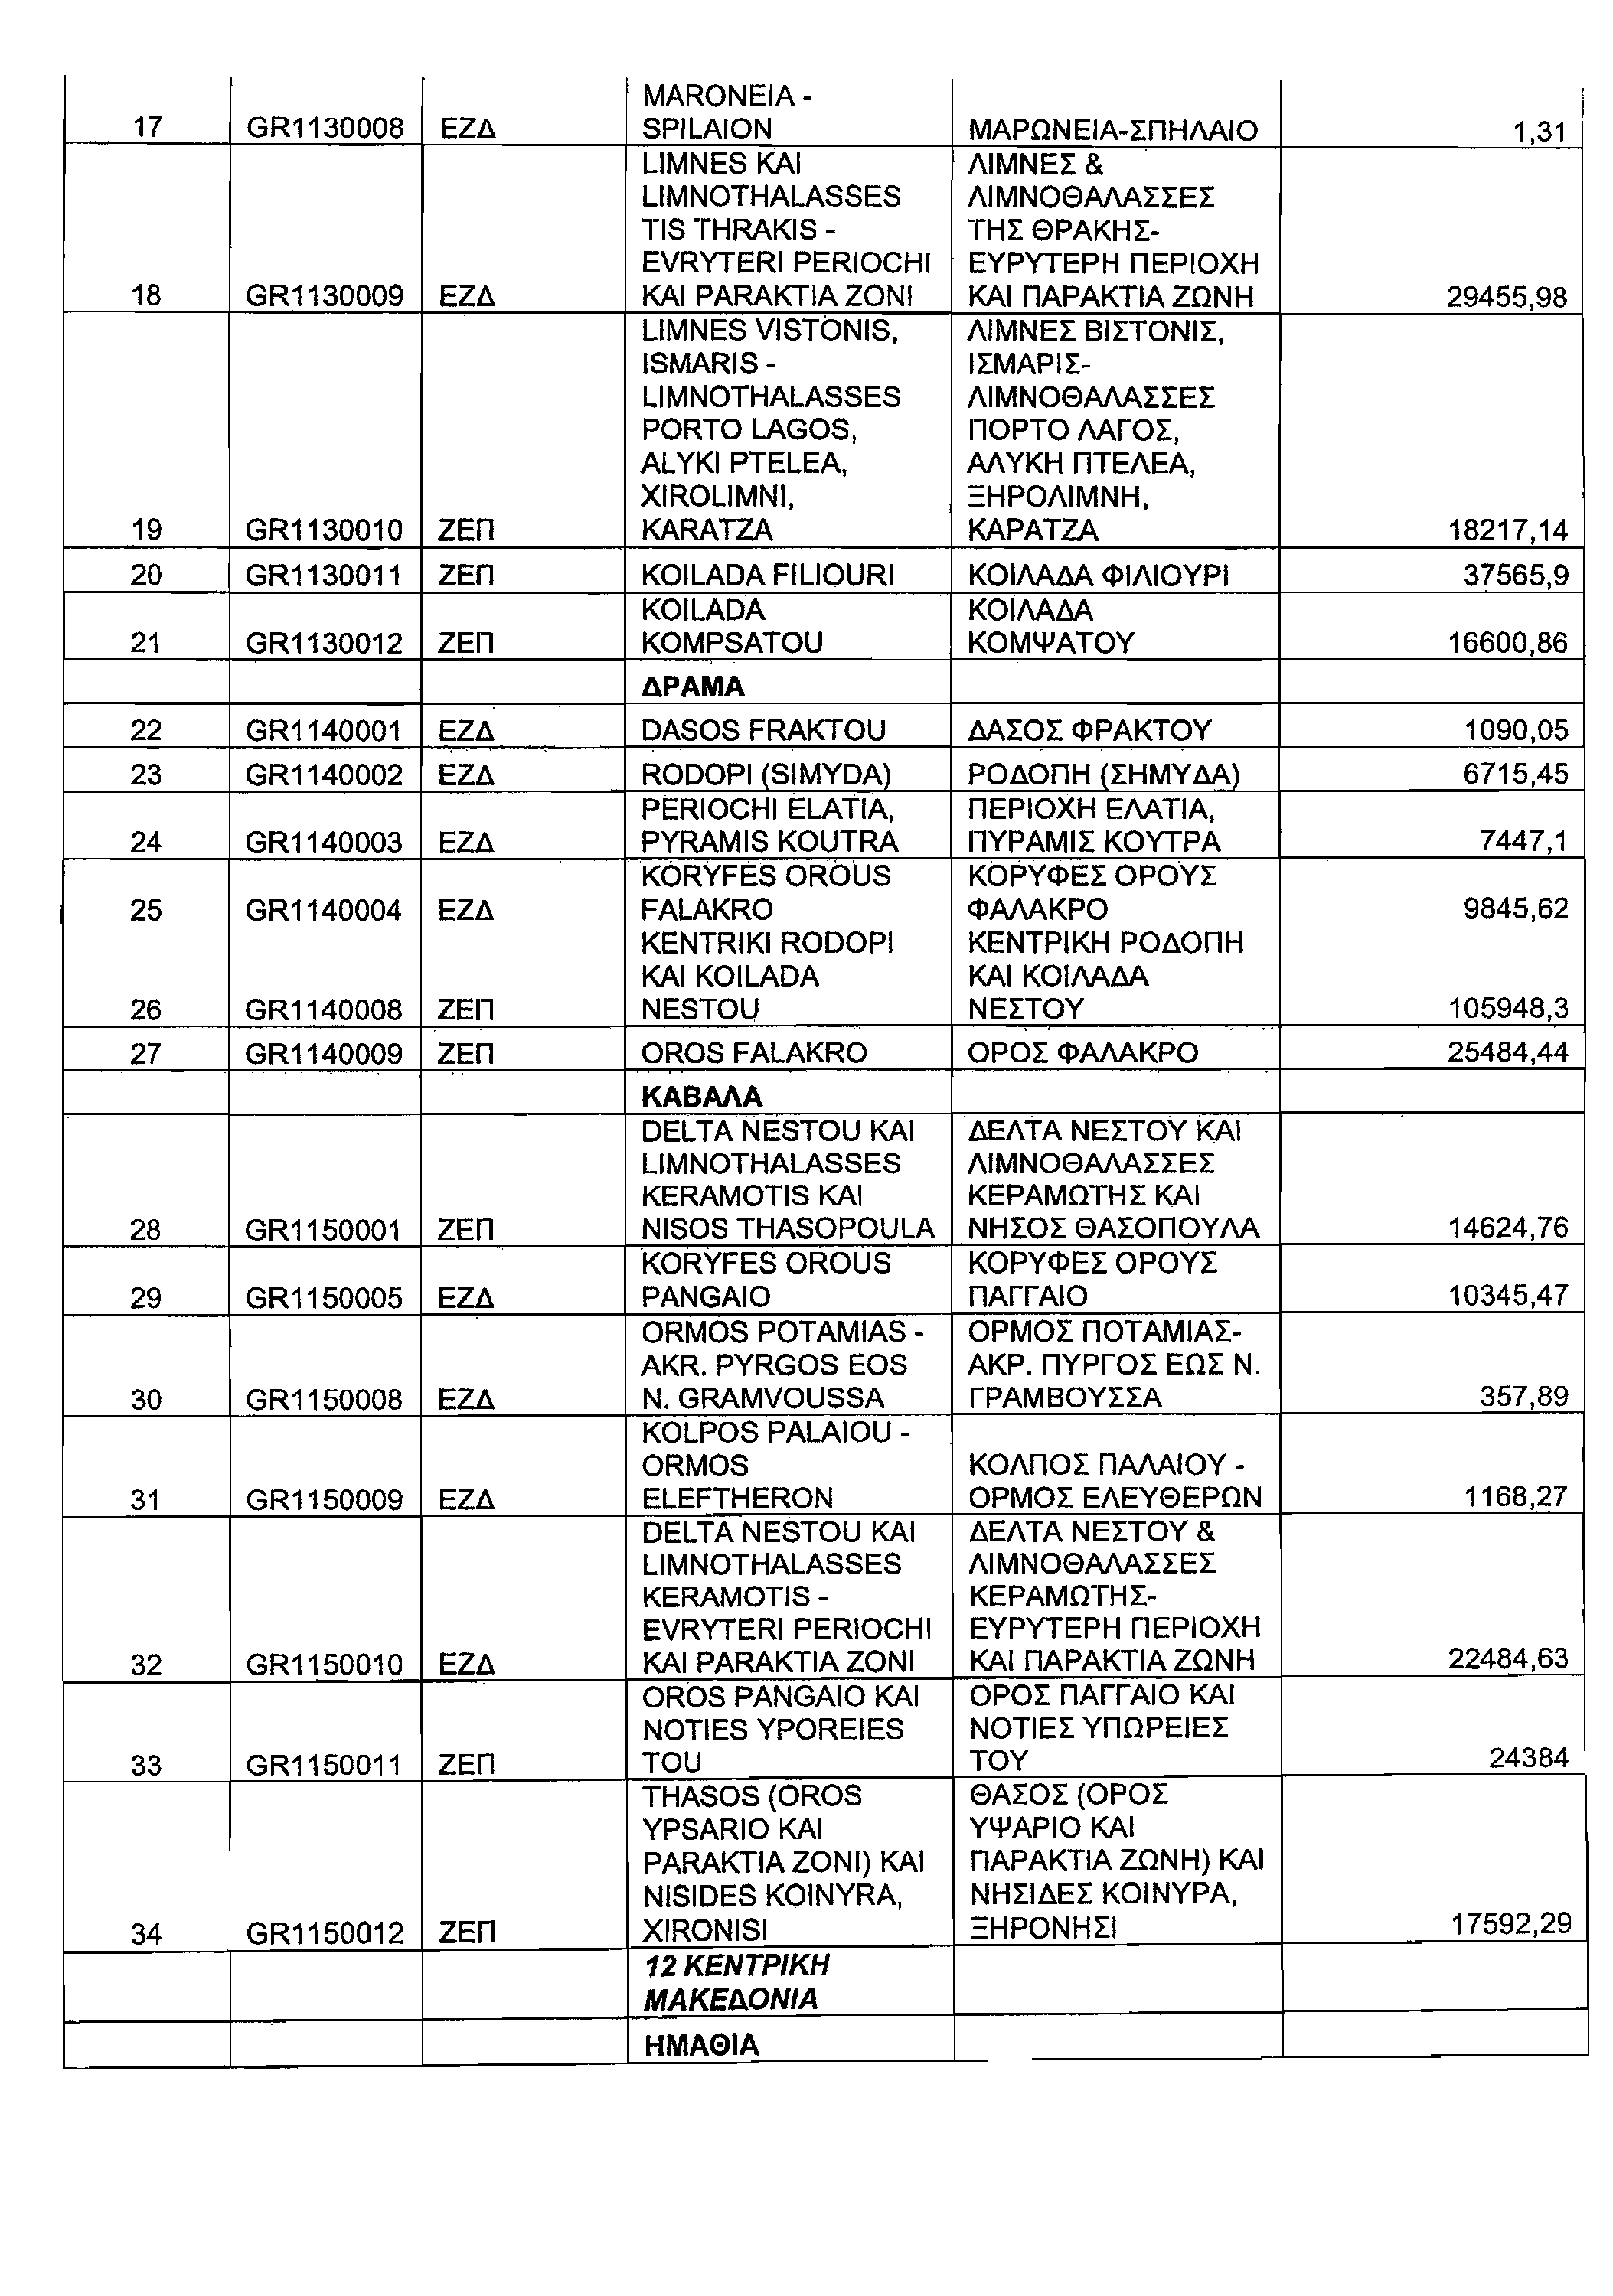 MARONEIA -
17 GR1130008 ΕΖΔ SPILAION ΜΑΡΩΝΕΙΑ-ΣΠΗΛΑΙΟ 1,31
LIMNES KAI ΛΙΜΝΕΣ &
LIMNOTHALASSES ΛΙΜΝΟΘΑΛΑΣΣΕΣ
TIS THRAKIS - ΤΗΣ ΘΡΑΚΗΣ-
EVRYTERI PERIOCHI ΕΥΡΥΤΕΡΗ ΠΕΡΙΟΧΗ
18 GR1130009 ΕΖΔ KAI PARAKTIA ZONI ΚΑΙ ΠΑΡΑΚΤΙΑ ΖΩΝΗ 29455,98
LIMNES VISTONIS, ΛΙΜΝΕΣ ΒΙΣΤΟΝΙΣ,
ISMARIS - ΙΣΜΑΡΙΣ-
LIMNOTHALASSES ΛΙΜΝΟΘΑΛΑΣΣΕΣ
PORTO LAGOS, ΠΟΡΤΟ ΛΑΓΟΣ,
ALYKI PTELEA, ΑΛΥΚΗ ΠΤΕΛΕΑ,
XIROLIMNI, ΞΗΡΟΛΙΜΝΗ,
19 GR1130010 ΖΕΠ KARATZA ΚΑΡΑΤΖΑ 18217,14
20 GR1130011 ΖΕΠ KOILADA FILIOURI ΚΟΙΛΑΔΑ ΦΙΛΙΟΥΡΙ 37565,9
KOILADA ΚΟΙΛΑΔΑ
21 GR1130012 ΖΕΠ KOMPSATOU ΚΟΜΨΑΤΟΥ 16600,86
ΔΡΑΜΑ
22 GR1140001 ΕΖΔ DASOS FRAKTOU ΔΑΣΟΣ ΦΡΑΚΤΟΥ 1090,05
23 GR1140002 ΕΖΔ RODOPI (SIMYDA) ΡΟΔΟΠΗ (ΣΗΜΥΔΑ) 6715,45
PERIOCHI ELATIA, ΠΕΡΙΟΧΗ ΕΛΑΤΙΑ,
24 GR1140003 ΕΖΔ PYRAMIS KOUTRA ΠΥΡΑΜΙΣ ΚΟΥΤΡΑ 7447,1
KORYFES OROUS ΚΟΡΥΦΕΣ ΟΡΟΥΣ
25 GR1140004 ΕΖΔ FALAKRO ΦΑΛΑΚΡΟ 9845,62
KENTRIKI RODOPI ΚΕΝΤΡΙΚΗ ΡΟΔΟΠΗ
KAI KOILADA ΚΑΙ ΚΟΙΛΑΔΑ
26 GR1140008 ΖΕΠ NESTOU ΝΕΣΤΟΥ 105948,3
27 GR1140009 ΖΕΠ OROS FALAKRO ΟΡΟΣ ΦΑΛΑΚΡΟ 25484,44
ΚΑΒΑΛΑ
DELTA NESTOU KAI ΔΕΛΤΑ ΝΕΣΤΟΥ ΚΑΙ
LIMNOTHALASSES ΛΙΜΝΟΘΑΛΑΣΣΕΣ
KERAMOTIS KAI ΚΕΡΑΜΩΤΗΣ ΚΑΙ
28 GR1150001 ΖΕΠ NISOS THASOPOULA ΝΗΣΟΣ ΘΑΣΟΠΟΥΛΑ 14624,76
KORYFES OROUS ΚΟΡΥΦΕΣ ΟΡΟΥΣ
29 GR1150005 ΕΖΔ PANGAIO ΠΑΓΓΑΙΟ 10345,47
ORMOS POTAMIAS - ΟΡΜΟΣ ΠΟΤΑΜΙΑΣ-
AKR. PYRGOS EOS ΑΚΡ. ΠΥΡΓΟΣ ΕΩΣ Ν.
30 GR1150008 ΕΖΔ N. GRAMVOUSSA ΓΡΑΜΒΟΥΣΣΑ 357,89
KOLPOS PALAIOU -
ORMOS ΚΟΛΠΟΣ ΠΑΛΑΙΟΥ -
31 GR1150009 ΕΖΔ ELEFTHERON ΟΡΜΟΣ ΕΛΕΥΘΕΡΩΝ 1168,27
DELTA NESTOU KAI ΔΕΛΤΑ ΝΕΣΤΟΥ &
LIMNOTHALASSES ΛΙΜΝΟΘΑΛΑΣΣΕΣ
KERAMOTIS - ΚΕΡΑΜΩΤΗΣ-
EVRYTERI PERIOCHI ΕΥΡΥΤΕΡΗ ΠΕΡΙΟΧΗ
32 GR1150010 ΕΖΔ KAI PARAKTIA ZONI ΚΑΙ ΠΑΡΑΚΤΙΑ ΖΩΝΗ 22484,63
OROS PANGAIO KAI ΟΡΟΣ ΠΑΓΓΑΙΟ ΚΑΙ
NOTIES YPOREIES ΝΟΤΙΕΣ ΥΠΩΡΕΙΕΣ
33 GR1150011 ΖΕΠ TOU ΤΟΥ 24384
THASOS (OROS ΘΑΣΟΣ (ΟΡΟΣ
YPSARIO KAI ΥΨΑΡΙΟ ΚΑΙ
PARAKTIA ZONI) KAI ΠΑΡΑΚΤΙΑ ΖΩΝΗ) ΚΑΙ
NISIDES KOINYRA, ΝΗΣΙΔΕΣ ΚΟΙΝΥΡΑ,
34 GR1150012 ΖΕΠ XIRONISI ΞΗΡΟΝΗΣΙ 17592,29
12 ΚΕΝΤΡΙΚΗ
ΜΑΚΕΔΟΝΙΑ
ΗΜΑΘΙΑ